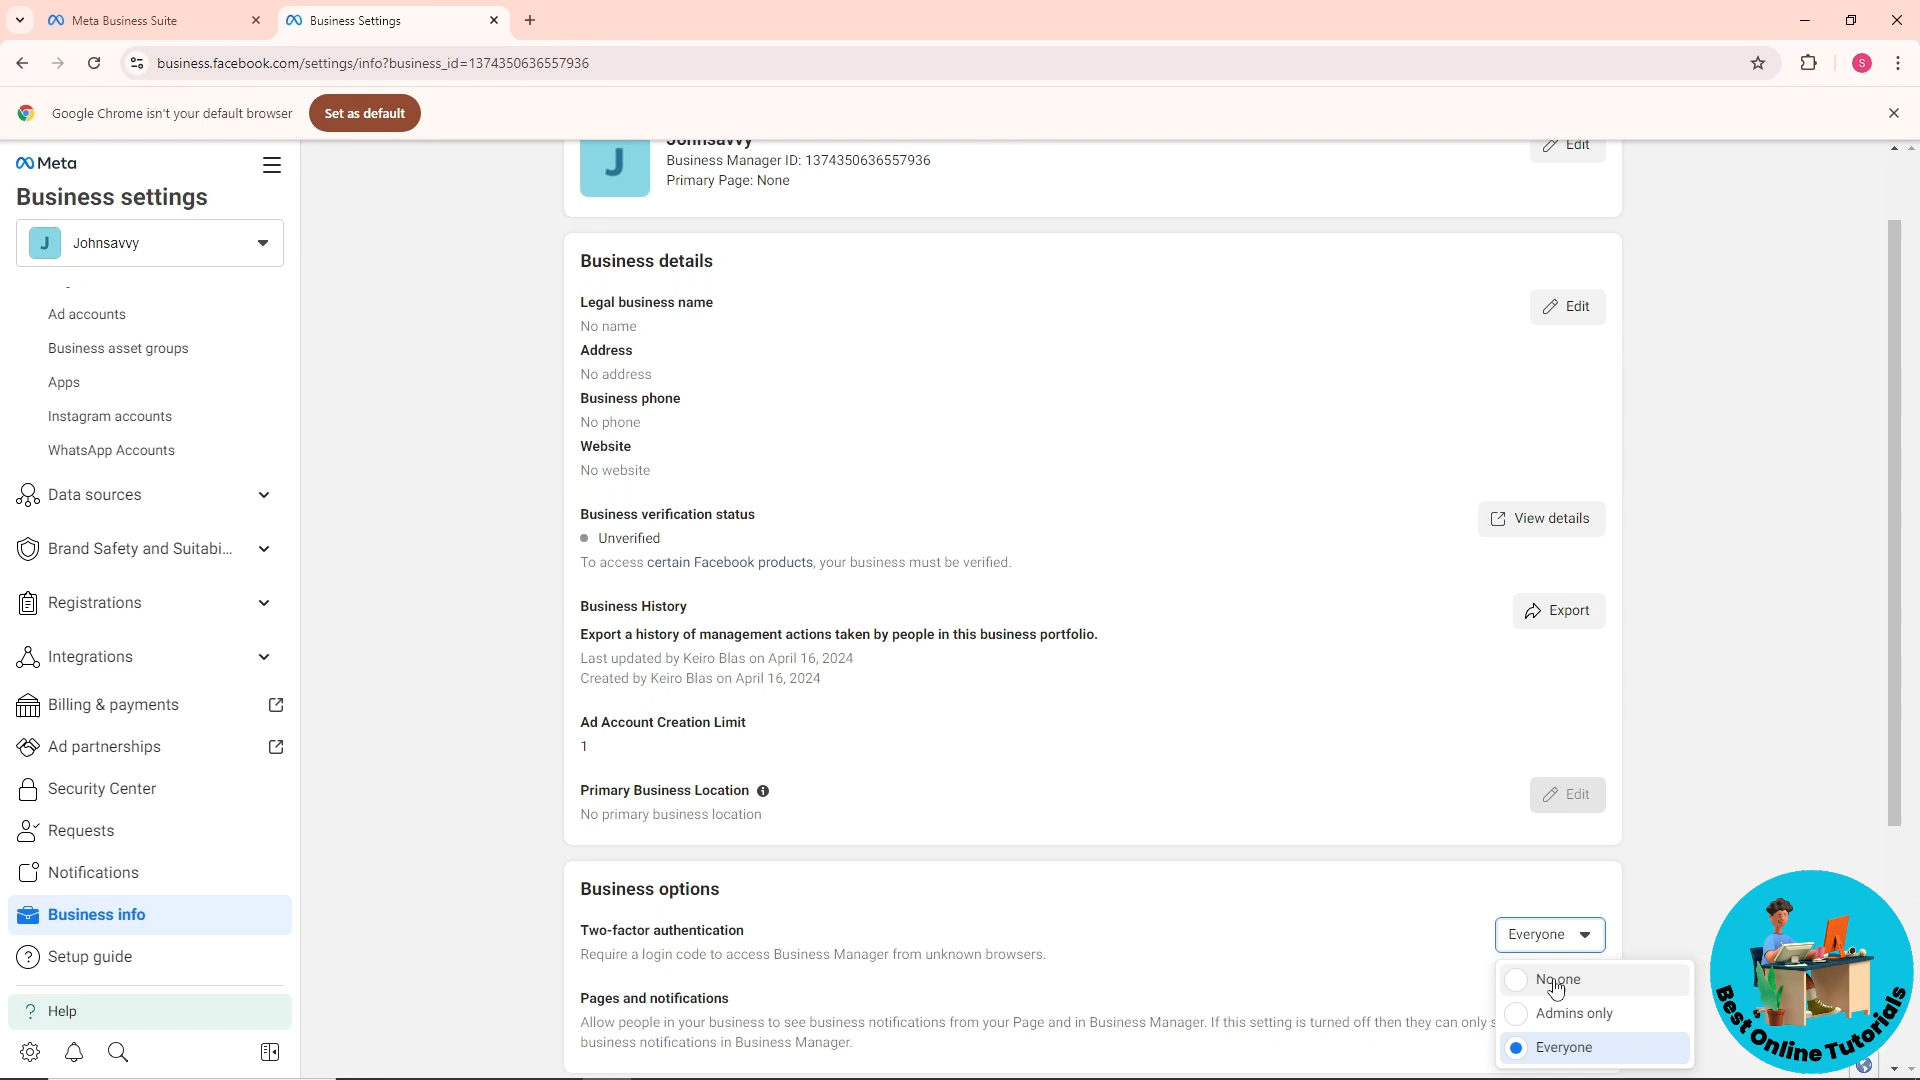 Meta Business Suite
Business Settings
business.facebook.com/settings/info?business_id=1374350636557936
S
Google Chrome isn't your default browser
Set as default
Meta
Business settings
J
Johnsavvy
Ad accounts
Business asset groups
Apps
Instagram accounts
WhatsApp Accounts
Data sources
Brand Safety and Suitabi...
Registrations
Integrations
Billing & payments
Ad partnerships
Security Center
Requests
Notifications
Business info
Setup guide
Help
J
Johnsavvy
Business Manager ID: 1374350636557936
Primary Page: None
Edit
Business details
Legal business name
Edit
No name
Address
No address
Business phone
No phone
Website
No website
Business verification status
View details
Unverified
To access certain Facebook products, your business must be verified.
Business History
Export
Export a history of management actions taken by people in this business portfolio.
Last updated by Keiro Blas on April 16, 2024
Created by Keiro Blas on April 16, 2024
Ad Account Creation Limit
1
Primary Business Location
Edit
No primary business location
Business options
Two-factor authentication
Everyone
Require a login code to access Business Manager from unknown browsers.
No one
Admins only
Everyone
Pages and notifications
Allow people in your business to see business notifications from your Page and in Business Manager. If this setting is turned off then they can only s
business notifications in Business Manager.
Best Online Tutorials